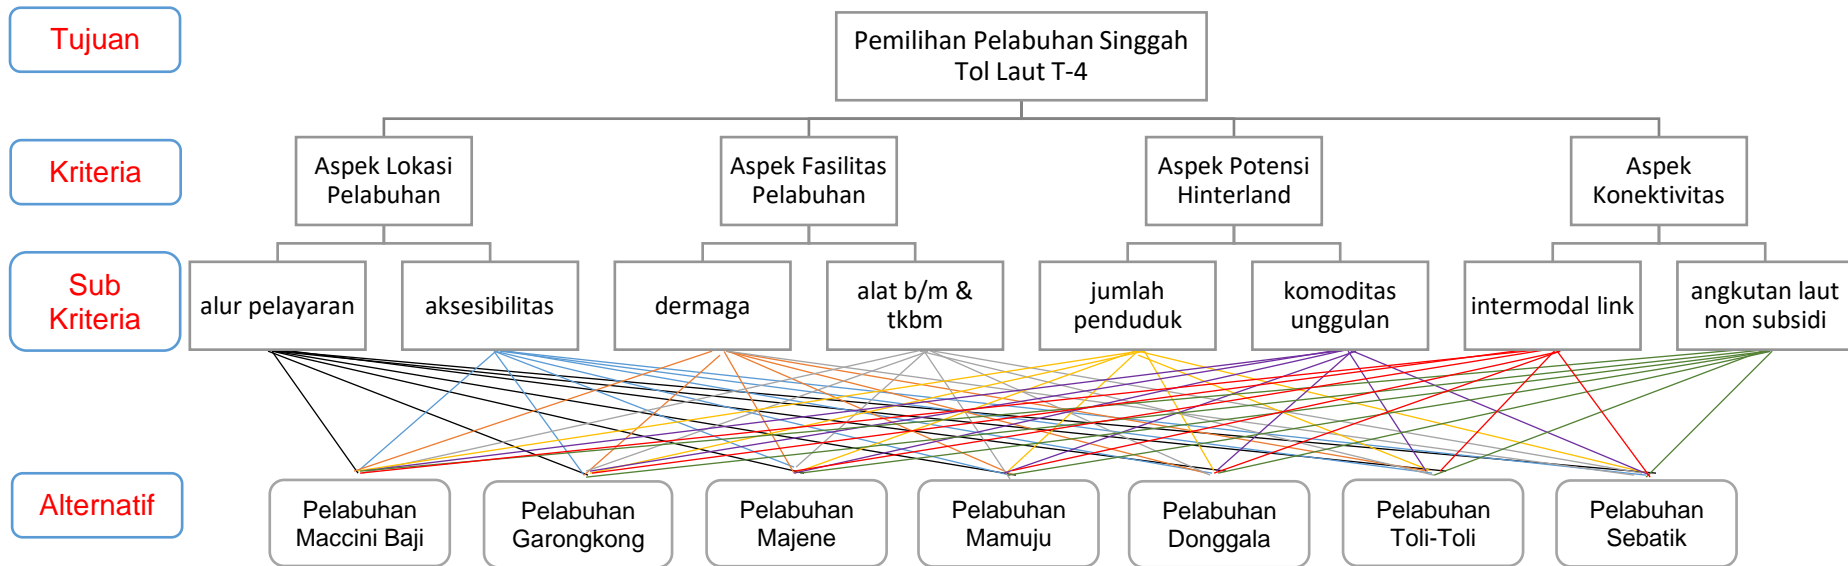 Tujuan
Pemilihan Pelabuhan Singgah
Tol Laut T-4
Kriteria
Aspek Lokasi
Pelabuhan
Aspek Fasilitas
Pelabuhan
Aspek Potensi
Hinterland
Aspek
Konektivitas
Sub
Kriteria
alur pelayaran
aksesibilitas
dermaga
alat b/m &
tkbm
jumlah
penduduk
komoditas
unggulan
intermodal link
angkutan laut
non subsidi
Alternatif
Pelabuhan
Maccini Baji
Pelabuhan
Garongkong
Pelabuhan
Majene
Pelabuhan
Mamuju
Pelabuhan
Donggala
Pelabuhan
Toli-Toli
Pelabuhan
Sebatik